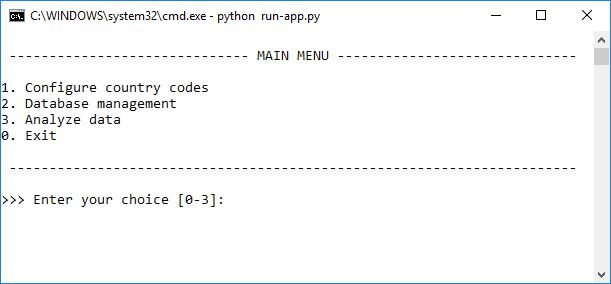 C:\WINDOWS\system32\cmd.exe - python  run-app.py
------------------------------ MAIN MENU ------------------------------
1. Configure country codes
2. Database management
3. Analyze data
0. Exit
-----------------------------------------------------------------------
>>> Enter your choice [0-3]: